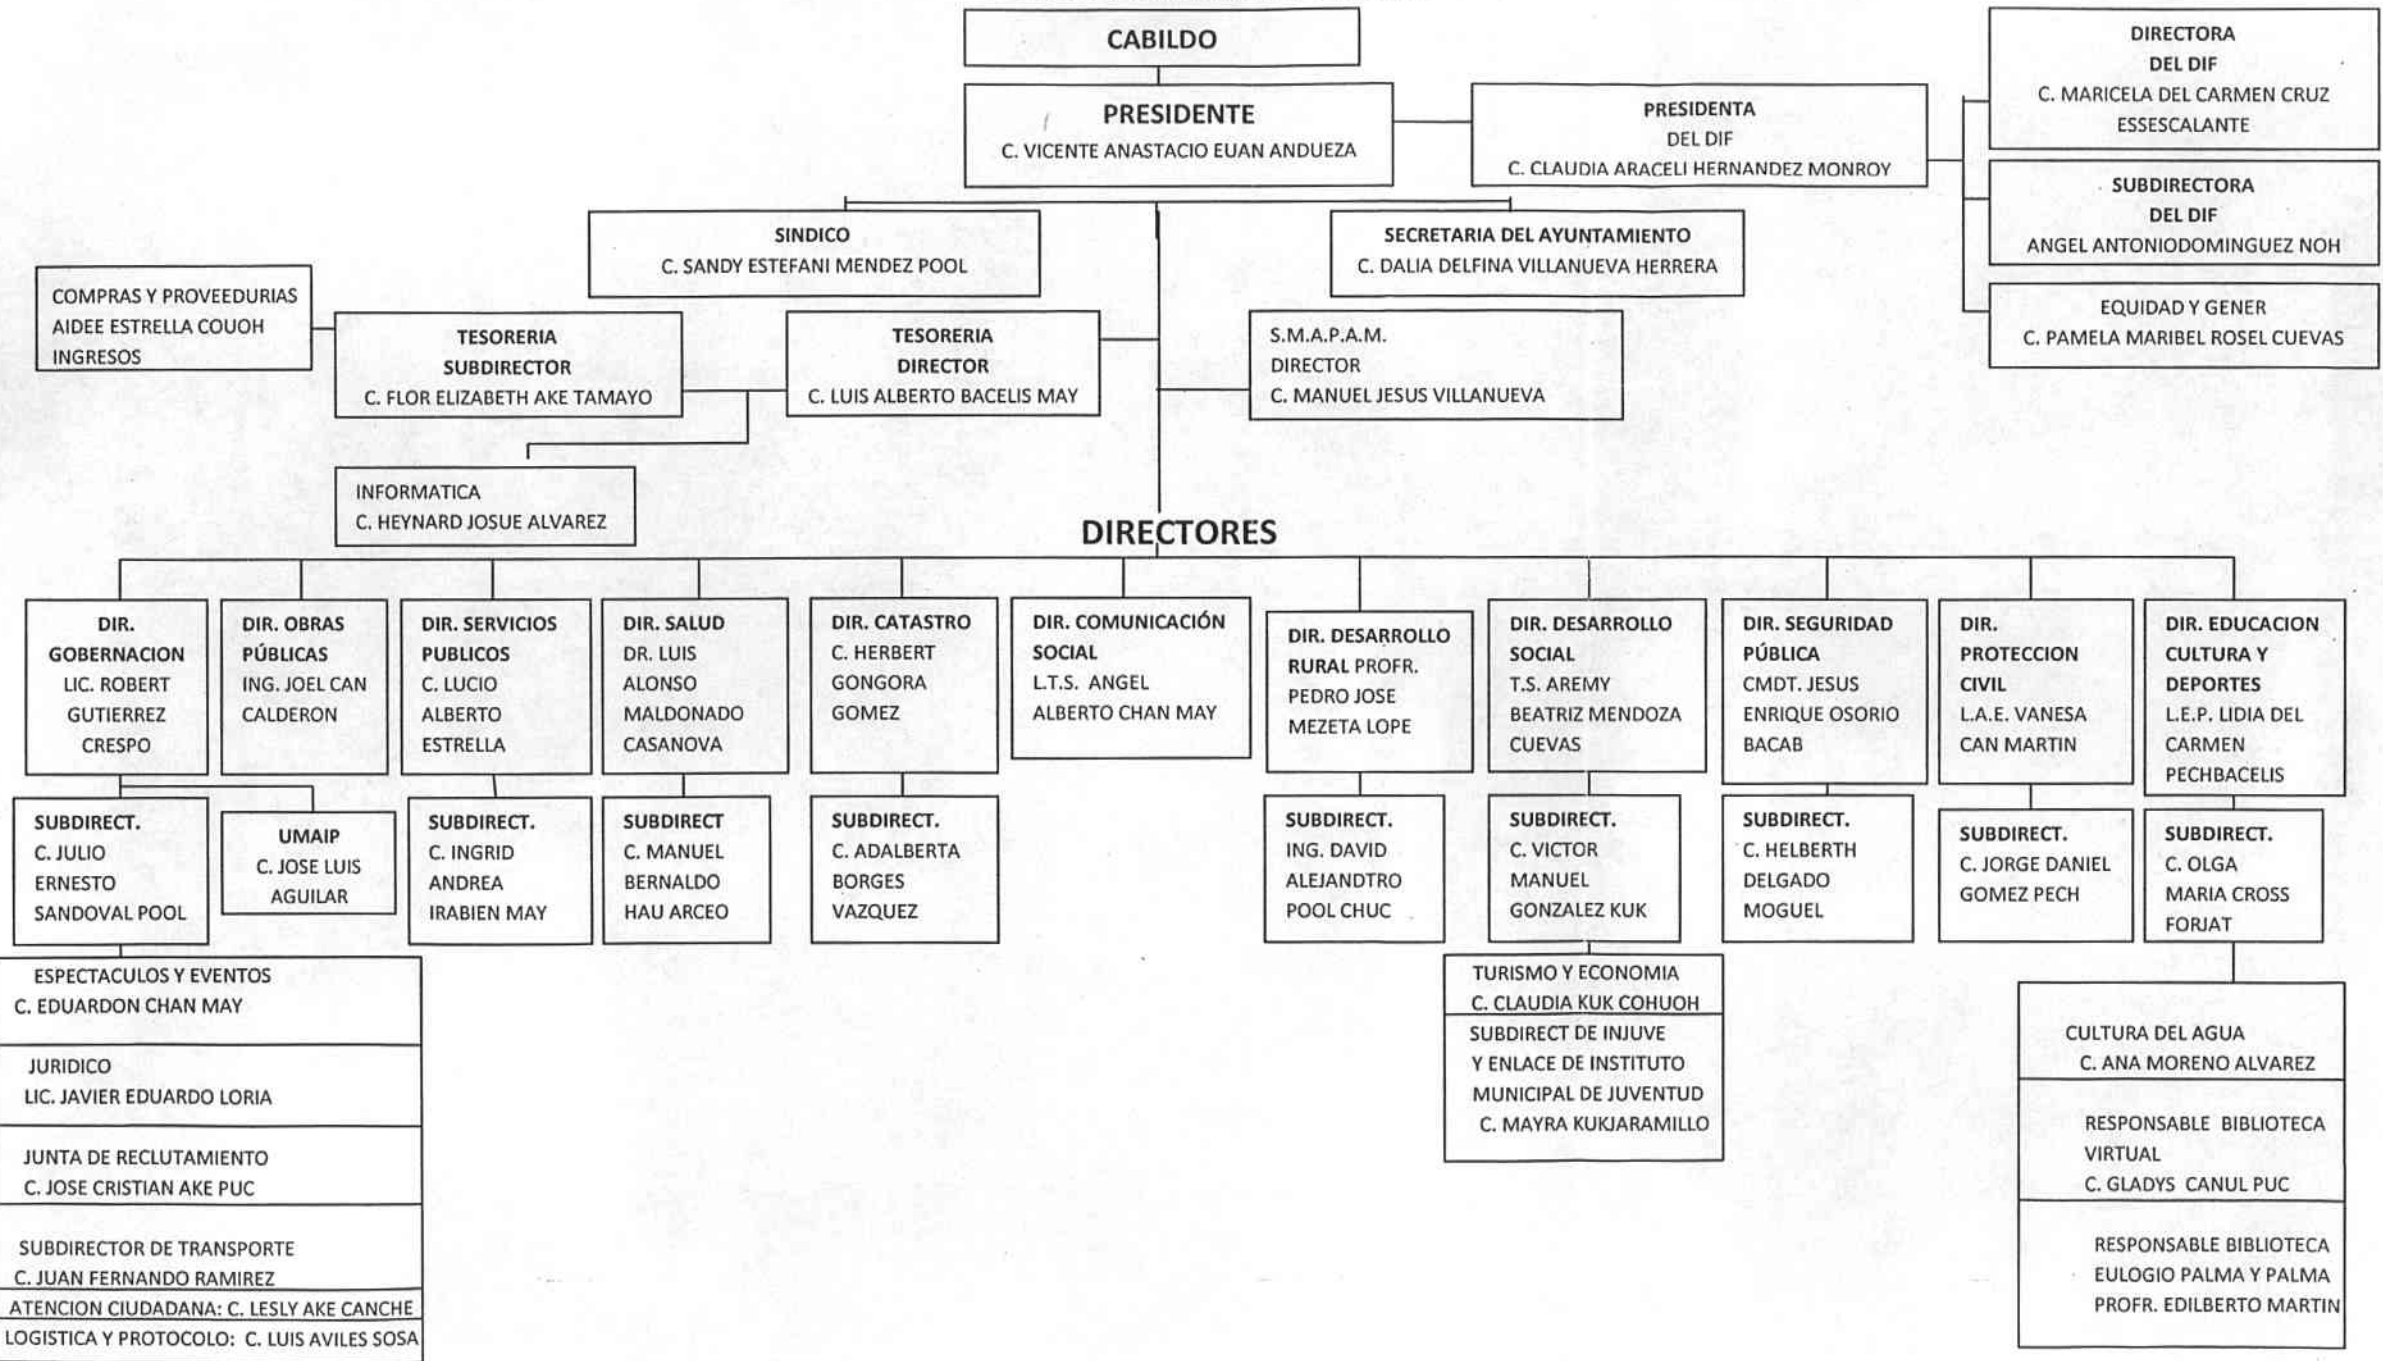 CABILDO
PRESIDENTE
C. VICENTE ANASTACIO EUAN ANDUEZA
PRESIDENTA
DEL DIF
C. CLAUDIA ARACELI HERNANDEZ MONROY
DIRECTORA
DEL DIF
C. MARICELA DEL CARMEN CRUZ
ESSESCALANTE
SUBDIRECTORA
DEL DIF
ANGEL ANTONIODOMINGUEZ NOH
EQUIDAD Y GENER
C. PAMELA MARIBEL ROSEL CUEVAS
SINDICO
C. SANDY ESTEFANI MENDEZ POOL
SECRETARIA DEL AYUNTAMIENTO
C. DALIA DELFINA VILLANUEVA HERRERA
COMPRAS Y PROVEEDURIAS
AIDEE ESTRELLA COUOH
INGRESOS
TESORERIA
SUBDIRECTOR
C. FLOR ELIZABETH AKE TAMAYO
TESORERIA
DIRECTOR
C. LUIS ALBERTO BACELIS MAY
S.M.A.P.A.M.
DIRECTOR
C. MANUEL JESUS VILLANUEVA
INFORMATICA
C. HEYNARD JOSUE ALVAREZ
DIRECTORES
DIR.
GOBERNACION
LIC. ROBERT
GUTIERREZ
CRESPO
DIR. OBRAS
PÚBLICAS
ING. JOEL CAN
CALDERON
DIR. SERVICIOS
PUBLICOS
C. LUCIO
ALBERTO
ESTRELLA
DIR. SALUD
DR. LUIS
ALONSO
MALDONADO
CASANOVA
DIR. CATASTRO
C. HERBERT
GONGORA
GOMEZ
DIR. COMUNICACIÓN
SOCIAL
L.T.S. ANGEL
ALBERTO CHAN MAY
DIR. DESARROLLO
RURAL PROFR.
PEDRO JOSE
MEZETA LOPE
DIR. DESARROLLO
SOCIAL
T.S. AREMY
BEATRIZ MENDOZA
CUEVAS
DIR. SEGURIDAD
PÚBLICA
CMDT. JESUS
ENRIQUE OSORIO
BACAB
DIR.
PROTECCION
CIVIL
L.A.E. VANESA
CAN MARTIN
DIR. EDUCACION
CULTURA Y
DEPORTES
L.E.P. LIDIA DEL
CARMEN
PECHBACELIS
SUBDIRECT.
C. JULIO
ERNESTO
SANDOVAL POOL
UMAIP
C. JOSE LUIS
AGUILAR
SUBDIRECT.
C. INGRID
ANDREA
IRABIEN MAY
SUBDIRECT
C. MANUEL
BERNALDO
HAU ARCEO
SUBDIRECT.
C. ADALBERTA
BORGES
VAZQUEZ
SUBDIRECT.
ING. DAVID
ALEJANDTRO
POOL CHUC
SUBDIRECT.
C. VICTOR
MANUEL
GONZALEZ KUK
SUBDIRECT.
C. HELBERTH
DELGADO
MOGUEL
SUBDIRECT.
C. JORGE DANIEL
GOMEZ PECH
SUBDIRECT.
C. OLGA
MARIA CROSS
FORJAT
ESPECTACULOS Y EVENTOS
C. EDUARDON CHAN MAY
JURIDICO
LIC. JAVIER EDUARDO LORIA
JUNTA DE RECLUTAMIENTO
C. JOSE CRISTIAN AKE PUC
SUBDIRECTOR DE TRANSPORTE
C. JUAN FERNANDO RAMIREZ
ATENCION CIUDADANA: C. LESLY AKE CANCHE
LOGISTICA Y PROTOCOLO: C. LUIS AVILES SOSA
TURISMO Y ECONOMIA
C. CLAUDIA KUK COHUOH
SUBDIRECT DE INJUVE
Y ENLACE DE INSTITUTO
MUNICIPAL DE JUVENTUD
C. MAYRA KUKJARAMILLO
CULTURA DEL AGUA
C. ANA MORENO ALVAREZ
RESPONSABLE BIBLIOTECA
VIRTUAL
C. GLADYS CANUL PUC
RESPONSABLE BIBLIOTECA
EULOGIO PALMA Y PALMA
PROFR. EDILBERTO MARTIN